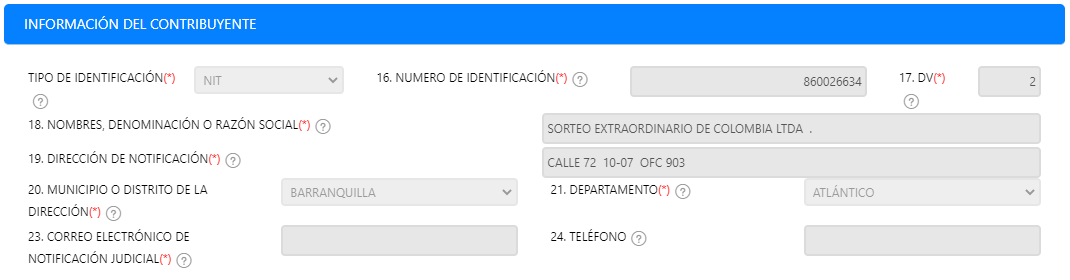 INFORMACIÓN DEL CONTRIBUYENTE
TIPO DE IDENTIFICACIÓN(*) ? NIT 16. NUMERO DE IDENTIFICACIÓN(*) ? 860026634 17. DV(*) ? 2
18. NOMBRES, DENOMINACIÓN O RAZÓN SOCIAL(*) ? SORTEO EXTRAORDINARIO DE COLOMBIA LTDA .
19. DIRECCIÓN DE NOTIFICACIÓN(*) ? CALLE 72 10-07 OFC 903
20. MUNICIPIO O DISTRITO DE LA
DIRECCIÓN(*) ? BARRANQUILLA 21. DEPARTAMENTO(*) ? ATLÁNTICO
23. CORREO ELECTRÓNICO DE
NOTIFICACIÓN JUDICIAL(*) ? 24. TELÉFONO ?